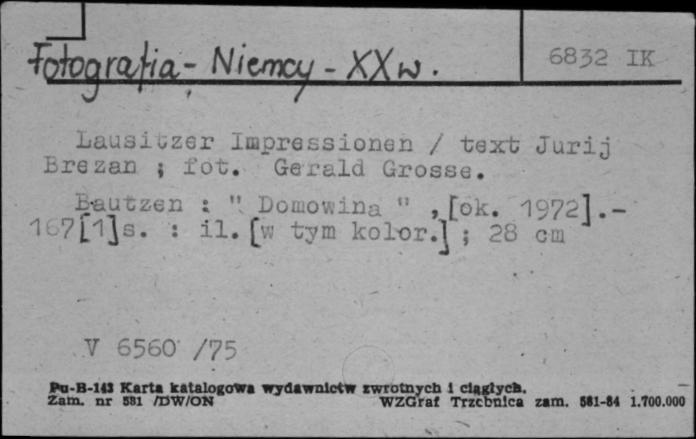 Fotografia - Niemcy - XX w.
6832 IK
Lausitzer Impressionen / text Jurij
Brezan ; fot. Gerald Grosse.
Bautzen : " Domowina " , [ok. 1972].-
167[1]s. : il. [w tym kolor.] ; 28 cm
V 6560 /75
Pu-B-143 Karta katalogowa wydawnictw zwrotnych i ciągłych.
Zam. nr 581 /DW/ON
WZGraf Trzebnica zam. 581-84 1.700.000